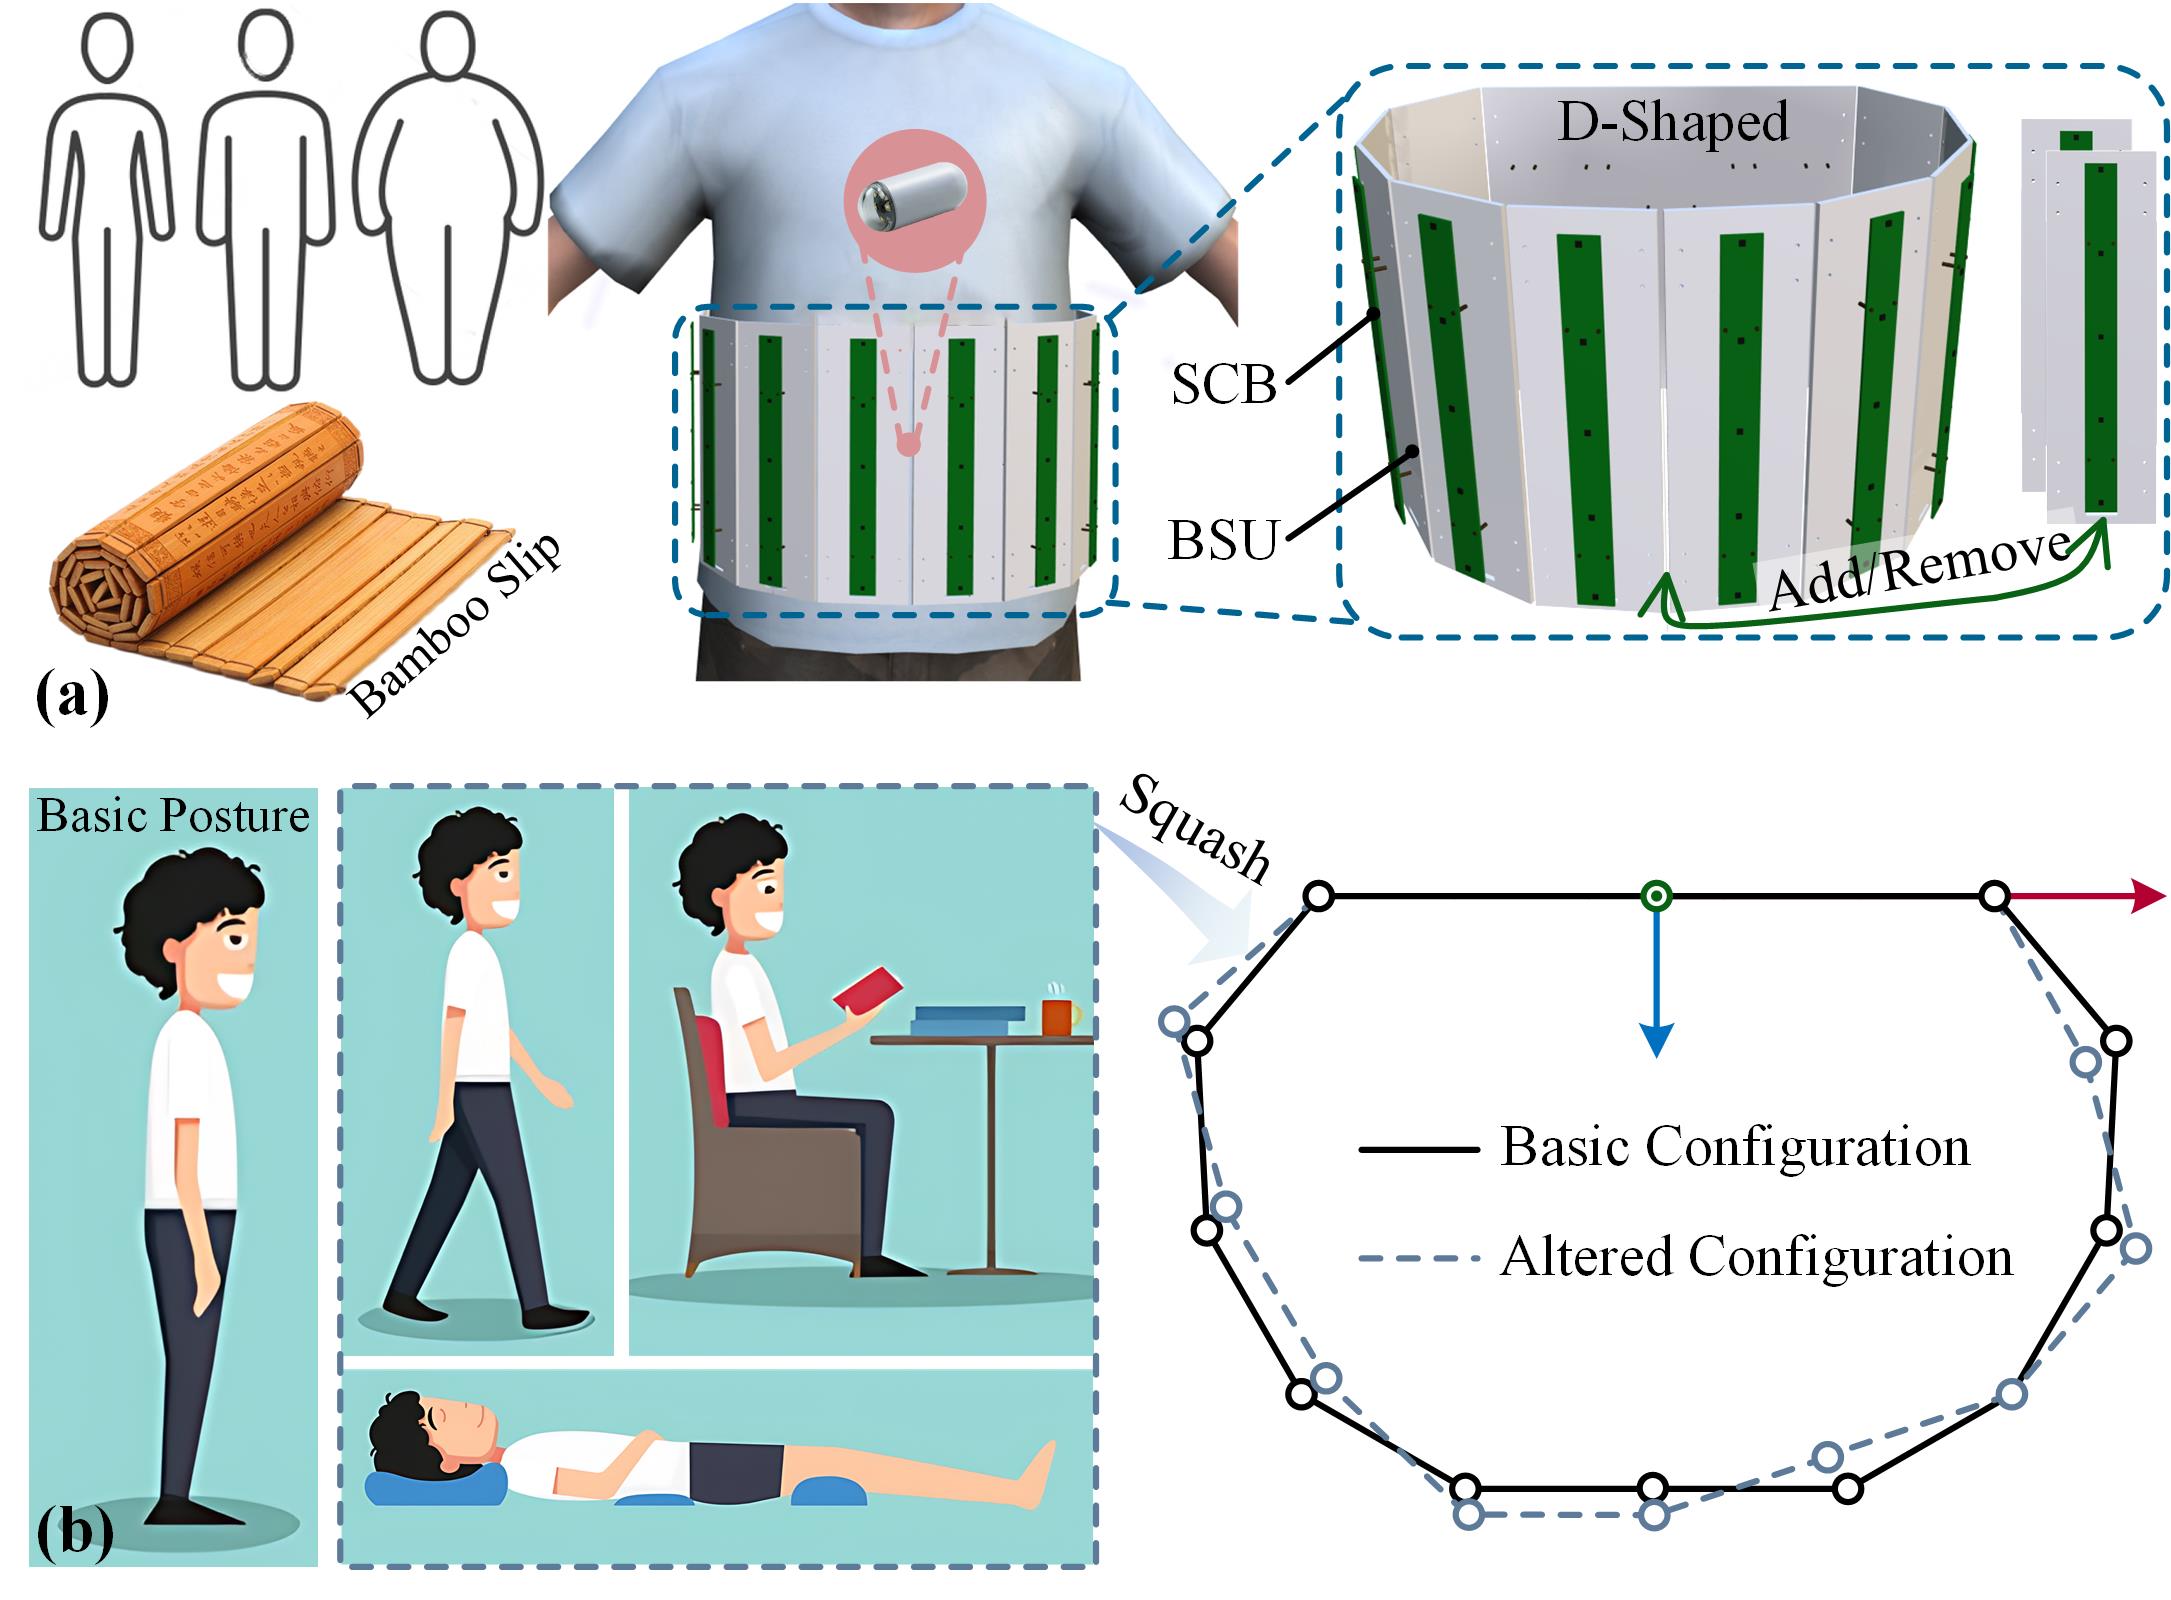 D-Shaped
SCB
BSU
Add/Remove
Bamboo Slip
(a)
Basic Posture
Squash
Basic Configuration
Altered Configuration
(b)